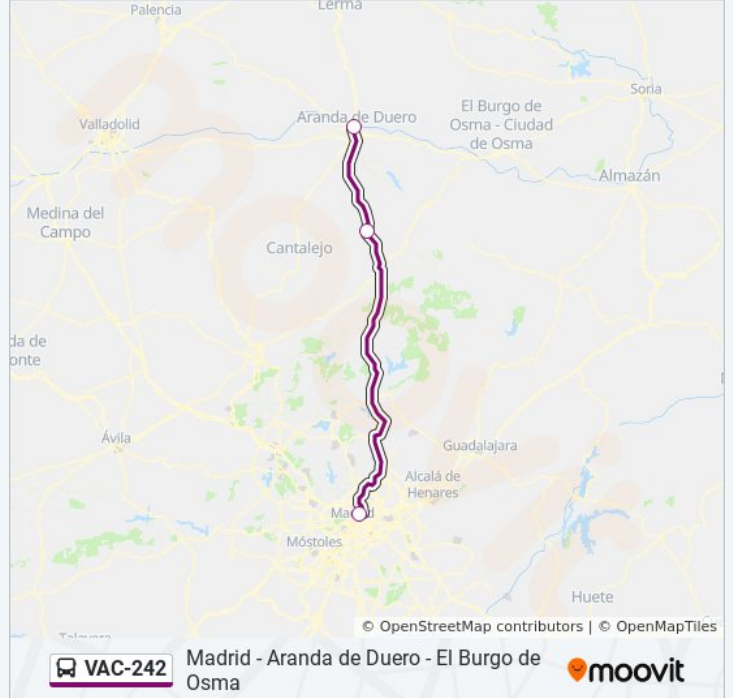 Palencia
Lerma
Soria
Aranda de Duero
El Burgo de
Osma - Ciudad
de Osma
Valladolid
Almazán
Medina del
Campo
Cantalejo
da de
onte
Ávila
Guadalajara
Alcalá de
Henares
Madrid
Móstoles
Huete
Talavera
© OpenStreetMap contributors | © OpenMapTiles
VAC-242
Madrid - Aranda de Duero - El Burgo de
Osma
moovit